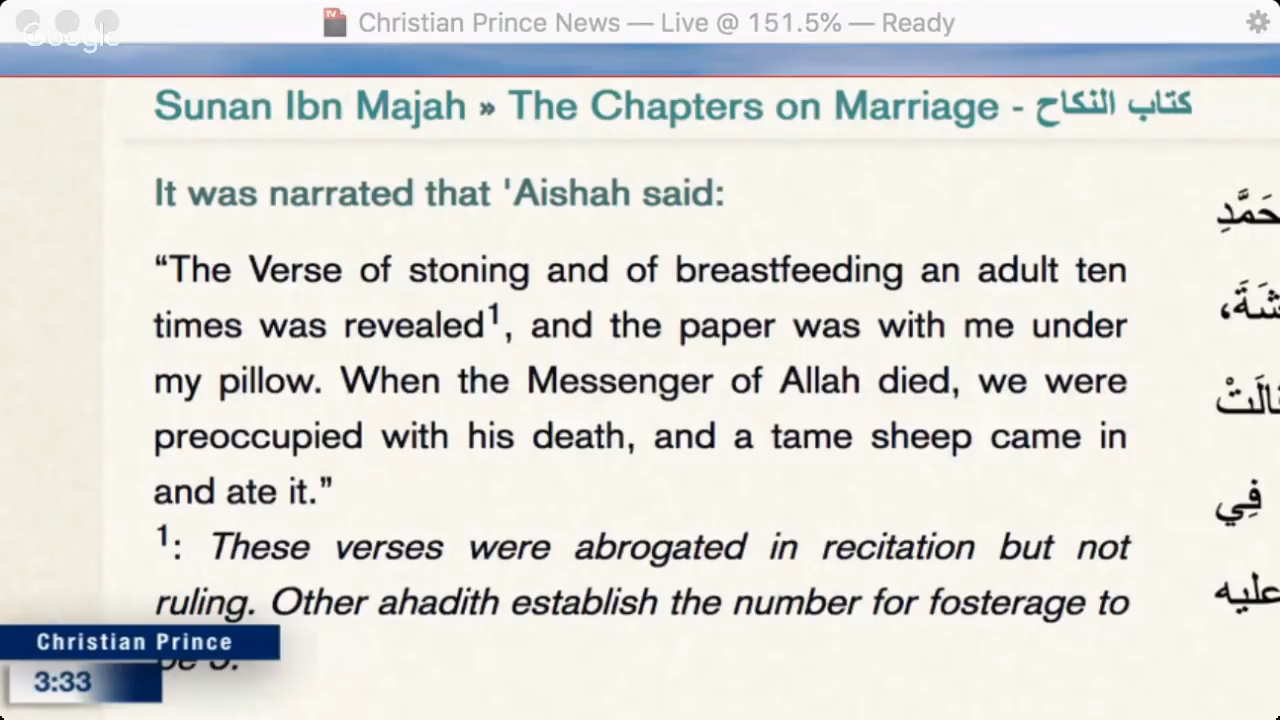 Christian Prince News — Live @ 151.5% — Ready
Google
Sunan Ibn Majah » The Chapters on Marriage - كتاب النكاح
It was narrated that 'Aishah said:
حَمَّدِ
“The Verse of stoning and of breastfeeding an adult ten
times was revealed¹, and the paper was with me under
my pillow. When the Messenger of Allah died, we were
preoccupied with his death, and a tame sheep came in
فِي
and ate it.”
¹: These verses were abrogated in recitation but not
ruling. Other ahadith establish the number for fosterage to
عليه
be 5.
Christian Prince
3:33